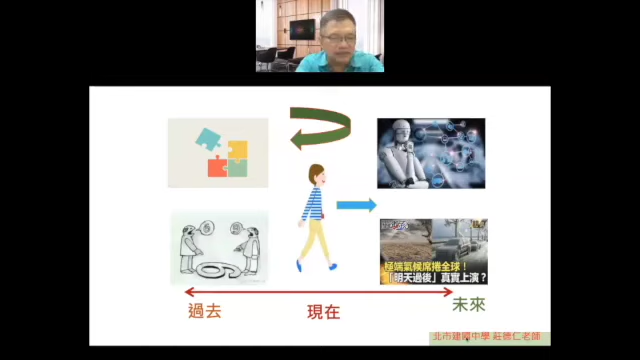 極端氣候席捲全球!
「明天過後」真實上演?
過去
現在
未來
北市建國中學 莊德仁老師